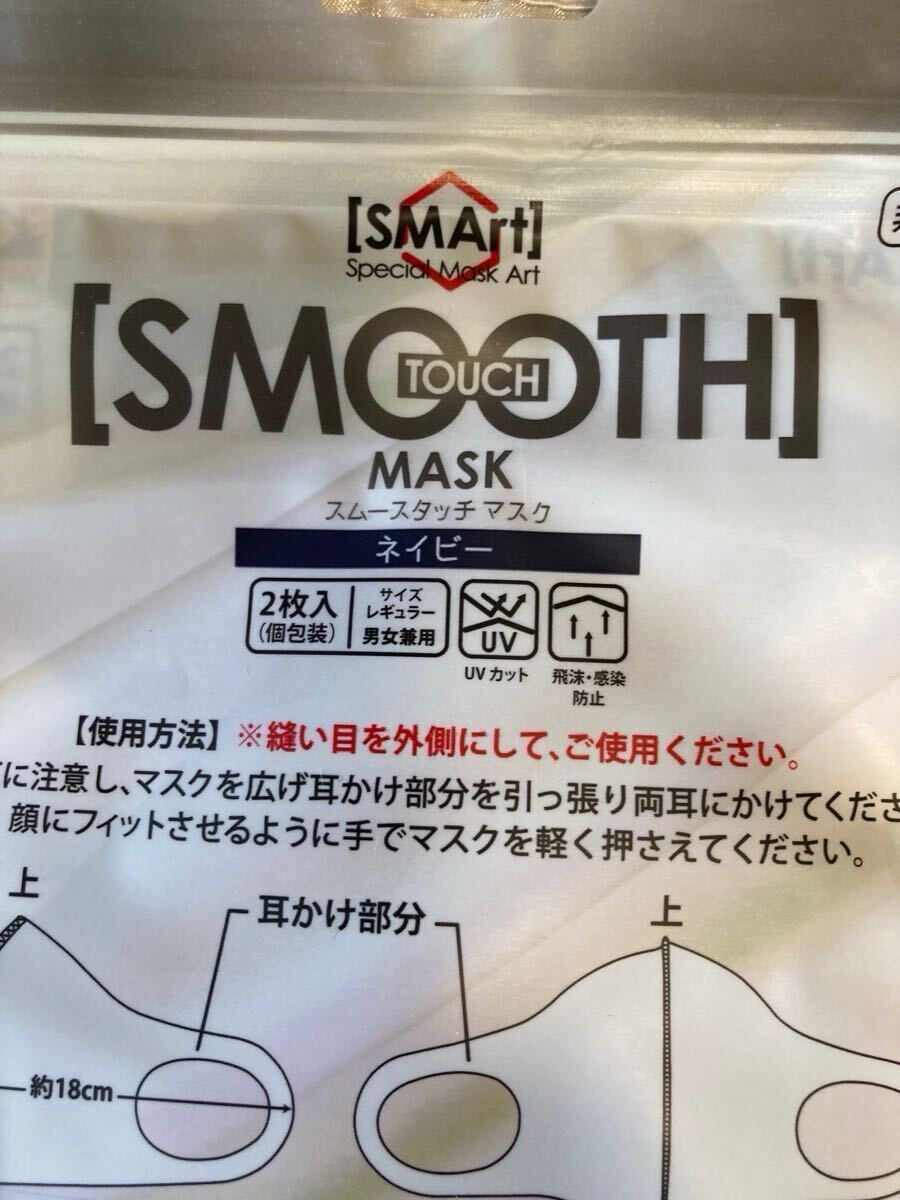 [SMArt]
Special Mask Art
[SMOOTH]
TOUCH
MASK
スムースタッチ マスク
ネイビー
2枚入
(個包装)
サイズ
レギュラー
男女兼用
UV
UVカット
飛沫・感染
防止
【使用方法】※縫い目を外側にして、ご使用ください。
に注意し、マスクを広げ耳かけ部分を引っ張り両耳にかけてくださ
顔にフィットさせるように手でマスクを軽く押さえてください。
上
耳かけ部分
上
約18cm